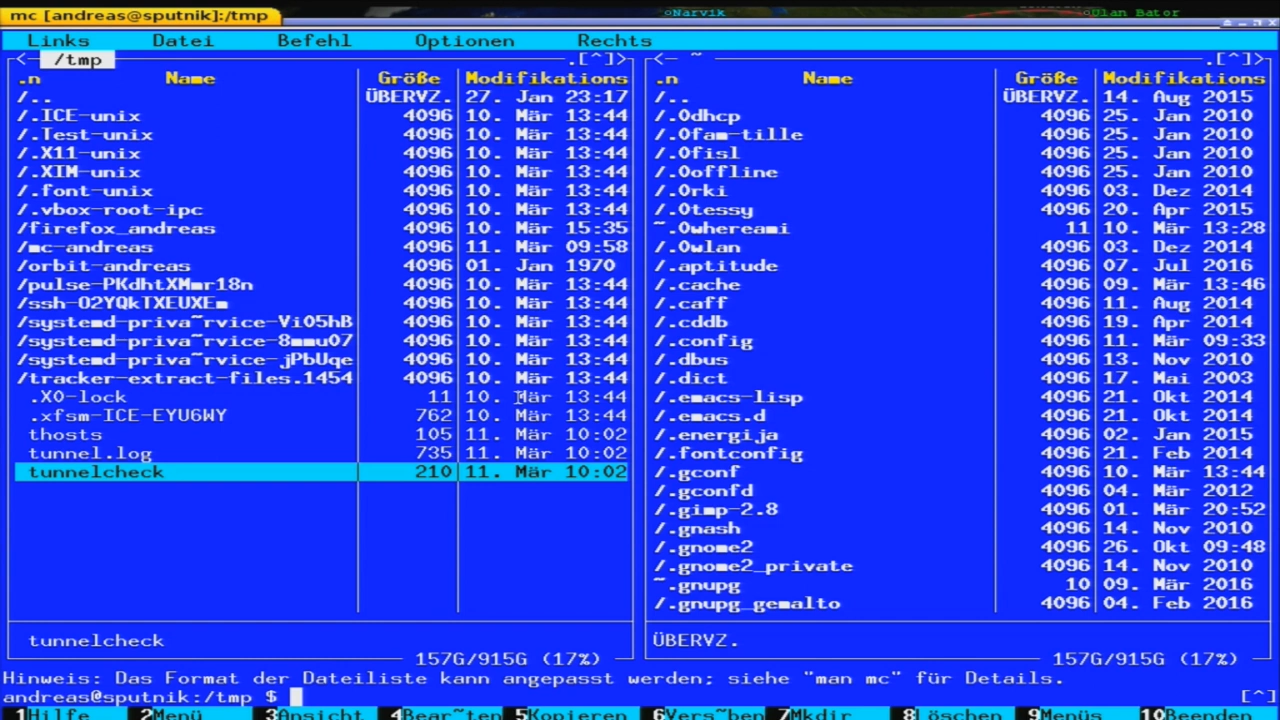 Narvik
Ulan Bator
mc [andreas@sputnik]:/tmp
Links Datei Befehl Optionen Rechts
<- /tmp .[^]> <- ~ .[^]>
.n Name Größe Modifikations .n Name Größe Modifikations
/.. ÜBERVZ. 27. Jan 23:17 /.. ÜBERVZ. 14. Aug 2015
/.ICE-unix 4096 10. Mär 13:44 /.0dhcp 4096 25. Jan 2010
/.Test-unix 4096 10. Mär 13:44 /.0fam-tille 4096 25. Jan 2010
/.X11-unix 4096 10. Mär 13:44 /.0fisl 4096 25. Jan 2010
/.XIM-unix 4096 10. Mär 13:44 /.0offline 4096 25. Jan 2010
/.font-unix 4096 10. Mär 13:44 /.0rki 4096 03. Dez 2014
/.vbox-root-ipc 4096 10. Mär 13:44 /.0tessy 4096 20. Apr 2015
/firefox_andreas 4096 10. Mär 15:35 ~.0whereami 11 10. Mär 13:28
/mc-andreas 4096 11. Mär 09:58 /.0wlan 4096 03. Dez 2014
/orbit-andreas 4096 01. Jan 1970 /.aptitude 4096 07. Jul 2016
/pulse-PKdhtXMmr18n 4096 10. Mär 13:44 /.cache 4096 09. Mär 13:46
/ssh-02YQkTXEUXEm 4096 10. Mär 13:44 /.caff 4096 11. Aug 2014
/systemd-priva~rvice-Vi05hB 4096 10. Mär 13:44 /.cddb 4096 19. Apr 2014
/systemd-priva~rvice-8mmu07 4096 10. Mär 13:44 /.config 4096 11. Mär 09:33
/systemd-priva~rvice-jPbUqe 4096 10. Mär 13:44 /.dbus 4096 13. Nov 2010
/tracker-extract-files.1454 4096 10. Mär 13:44 /.dict 4096 17. Mai 2003
.X0-lock 11 10. Mär 13:44 /.emacs-lisp 4096 21. Okt 2014
.xfsm-ICE-EYU6WY 762 10. Mär 13:44 /.emacs.d 4096 21. Okt 2014
thosts 105 11. Mär 10:02 /.energija 4096 02. Jan 2015
tunnel.log 735 11. Mär 10:02 /.fontconfig 4096 21. Feb 2014
tunnelcheck 210 11. Mär 10:02 /.gconf 4096 10. Mär 13:44
/.gconfd 4096 04. Mär 2012
/.gimp-2.8 4096 01. Mär 20:52
/.gnash 4096 14. Nov 2010
/.gnome2 4096 26. Okt 09:48
/.gnome2_private 4096 14. Nov 2010
~.gnupg 10 09. Mär 2016
/.gnupg_gemalto 4096 04. Feb 2016
tunnelcheck ÜBERVZ.
157G/915G (17%) 157G/915G (17%)
Hinweis: Das Format der Dateiliste kann angepasst werden; siehe "man mc" für Details.
andreas@sputnik:/tmp $ [^]
1Hilfe 2Menü 3Ansicht 4Bear~ten 5Kopieren 6Vers~ben 7Mkdir 8Löschen 9Menüs 10Beenden